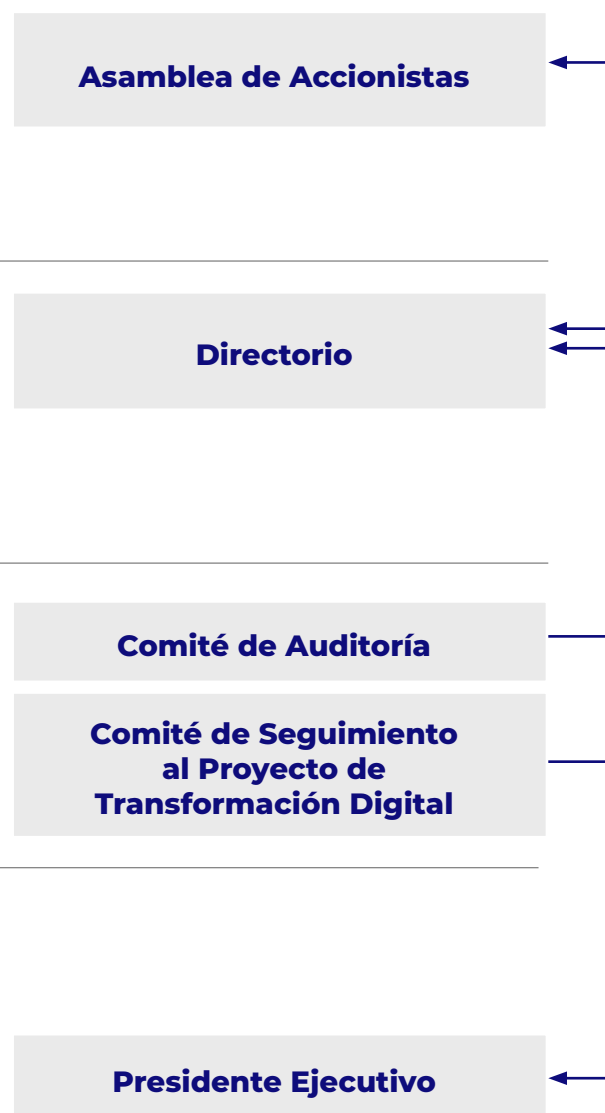 Asamblea de Accionistas
Directorio
Comité de Auditoría
Comité de Seguimiento
al Proyecto de
Transformación Digital
Presidente Ejecutivo